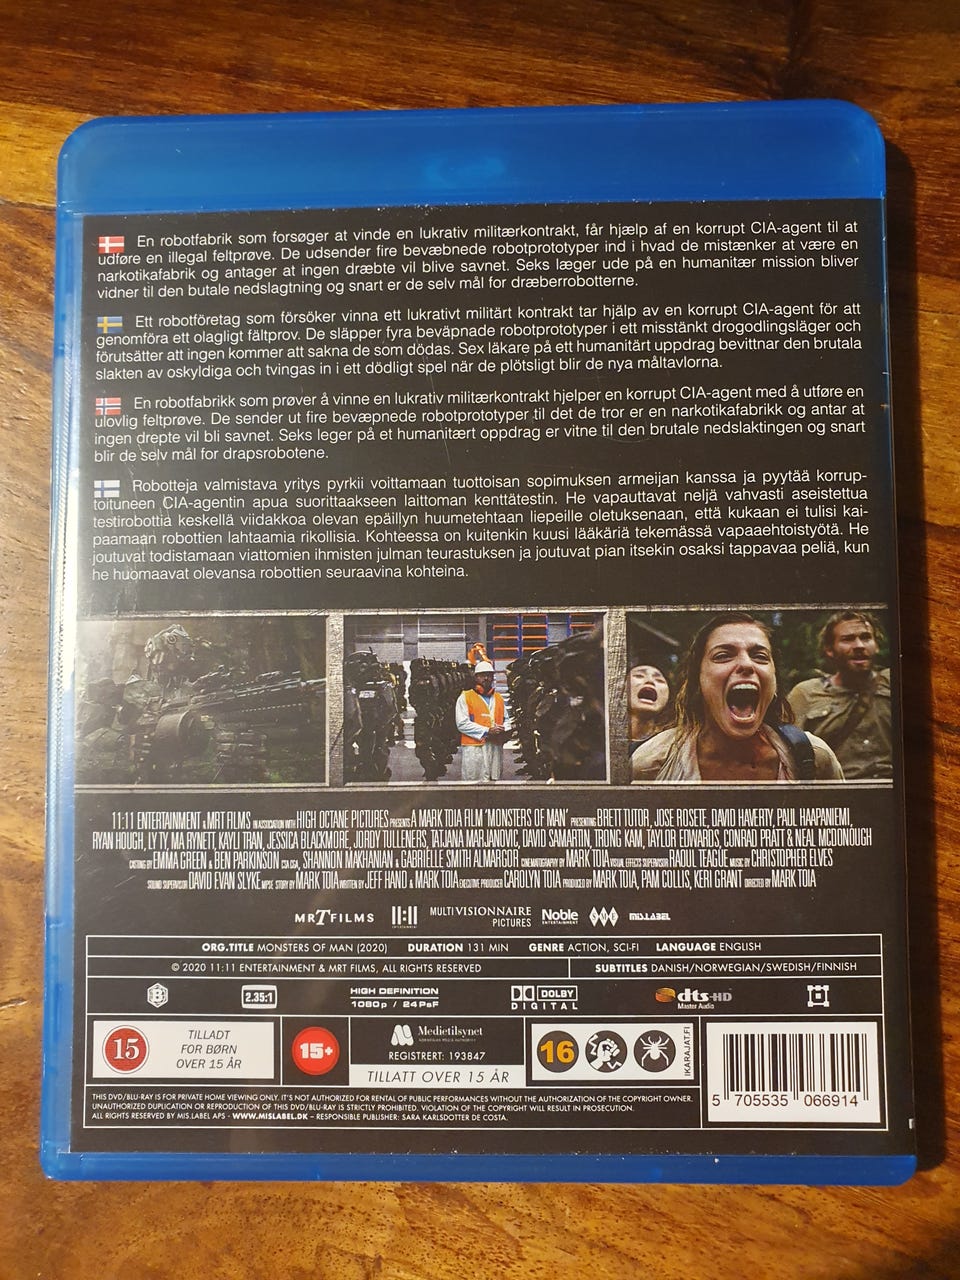 En robotfabrik som forsøger at vinde en lukrativ militærkontrakt, får hjælp af en korrupt CIA-agent til at
udføre en illegal feltprøve. De udsender fire bevæbnede robotprototyper ind i hvad de mistænker at være en
narkotikafabrik og antager at ingen dræbte vil blive savnet. Seks læger ude på en humanitær mission bliver
vidner til den butale nedslagtning og snart er de selv mål for dræberrobotterne.
Ett robotföretag som försöker vinna ett lukrativt militärt kontrakt tar hjälp av en korrupt CIA-agent för att
genomföra ett olagligt fältprov. De släpper fyra beväpnade robotprototyper i ett misstänkt drogodlingsläger och
förutsätter att ingen kommer att sakna de som dödas. Sex läkare på ett humanitärt uppdrag bevittnar den brutala
slakten av oskyldiga och tvingas in i ett dödligt spel när de plötsligt blir de nya måltavlorna.
En robotfabrikk som prøver å vinne en lukrativ militærkontrakt hjelper en korrupt CIA-agent med å utføre en
ulovlig feltprøve. De sender ut fire bevæpnede robotprototyper til det de tror er en narkotikafabrikk og antar at
ingen drepte vil bli savnet. Seks leger på et humanitært oppdrag er vitne til den brutale nedslaktingen og snart
blir de selv mål for drapsrobotene.
Robotteja valmistava yritys pyrkii voittamaan tuottoisan sopimuksen armeijan kanssa ja pyytää korrup-
toituneen CIA-agentin apua suorittaakseen laittoman kenttätestin. He vapauttavat neljä vahvasti aseistettua
testirobottia keskellä viidakkoa olevan epäillyn huumetehtaan liepeille oletuksenaan, että kukaan ei tulisi kai-
paamaan robottien lahtaamia rikollisia. Kohteessa on kuitenkin kuusi lääkäriä tekemässä vapaaehtoistyötä. He
joutuvat todistamaan viattomien ihmisten julman teurastuksen ja joutuvat pian itsekin osaksi tappavaa peliä, kun
he huomaavat olevansa robottien seuraavina kohteina.
11:11 ENTERTAINMENT & MRT FILMS IN ASSOCIATION WITH HIGH OCTANE PICTURES PRESENTS A MARK TOIA FILM 'MONSTERS OF MAN' PRESENTING BRETT TUTOR, JOSE ROSETE, DAVID HAVERTY, PAUL HAAPANIEMI,
RYAN HOUGH, LY TY, MA RYNETT, KAYLI TRAN, JESSICA BLACKMORE, JORDY TULLENERS, TATJANA MARJANOVIC, DAVID SAMARTIN, TRONG KAM, TAYLOR EDWARDS, CONRAD PRATT & NEAL MCDONOUGH
CASTING BY EMMA GREEN & BEN PARKINSON CSA CGA, SHANNON MAKHANIAN & GABRIELLE SMITH ALMARGOR CINEMATOGRAPHY BY MARK TOIA VISUAL EFFECTS SUPERVISOR RAOUL TEAGUE MUSIC BY CHRISTOPHER ELVES
SOUND SUPERVISOR DAVID EVAN SLYKE MPSE STORY BY MARK TOIA WRITTEN BY JEFF HAND & MARK TOIA EXECUTIVE PRODUCER CAROLYN TOIA PRODUCED BY MARK TOIA, PAM COLLIS, KERI GRANT DIRECTED BY MARK TOIA
MRTFILMS 11:11 ENTERTAINMENT MULTIVISIONNAIRE PICTURES Noble ENTERTAINMENT MIS.LABEL
ORG.TITLE MONSTERS OF MAN (2020) DURATION 131 MIN GENRE ACTION, SCI-FI LANGUAGE ENGLISH
© 2020 11:11 ENTERTAINMENT & MRT FILMS, ALL RIGHTS RESERVED SUBTITLES DANISH/NORWEGIAN/SWEDISH/FINNISH
B 2.35:1 HIGH DEFINITION
1080p / 24PsF DOLBY
DIGITAL dts-HD
Master Audio
15 TILLADT
FOR BØRN
OVER 15 ÅR
15+
Medietilsynet
NORWEGIAN MEDIA AUTHORITY
REGISTRERT: 193847
TILLATT OVER 15 ÅR
16
IKARAJAT.FI
5 705535 066914
THIS DVD/BLU-RAY IS FOR PRIVATE HOME VIEWING ONLY. IT'S NOT AUTHORIZED FOR RENTAL OF PUBLIC PERFORMANCES WITHOUT THE AUTHORIZATION OF THE COPYRIGHT OWNER.
UNAUTHORIZED DUPLICATION OR REPRODUCTION OF THIS DVD/BLU-RAY IS STRICTLY PROHIBITED. VIOLATION OF THE COPYRIGHT WILL RESULT IN PROSECUTION.
ALL RIGHTS RESERVED BY MIS.LABEL APS - WWW.MISLABEL.DK – RESPONSIBLE PUBLISHER: SARA KARLSDOTTER DE COSTA.